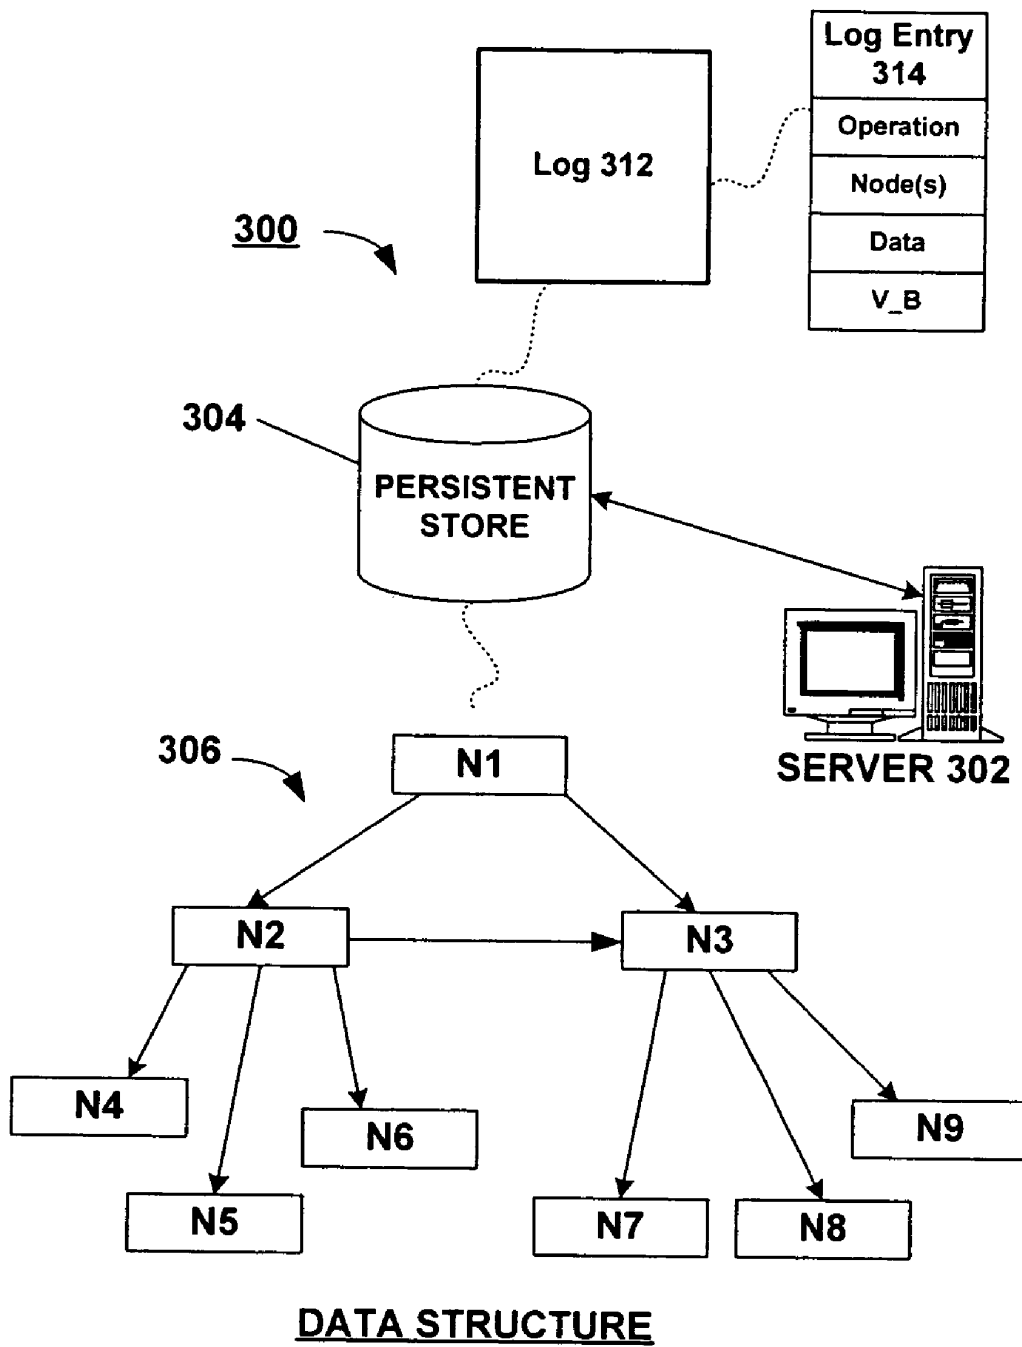 Log Entry
314
Operation
Node(s)
Data
V_B
Log 312
300
304
PERSISTENT
STORE
SERVER 302
306
N1
N2
N3
N4
N5
N6
N7
N8
N9
DATA STRUCTURE